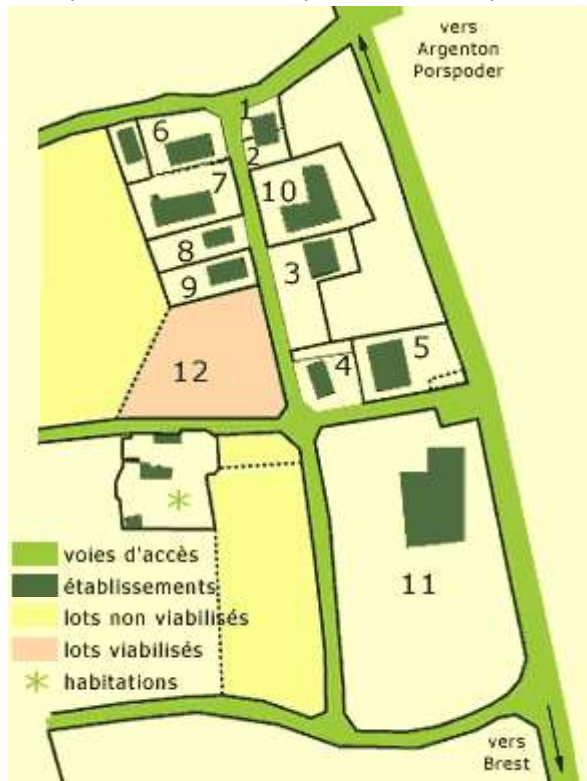 vers
Argenton
Porspoder
1
6
2
7
10
8
3
9
12
4
5
11
voies d'accès
établissements
lots non viabilisés
lots viabilisés
habitations
vers
Brest